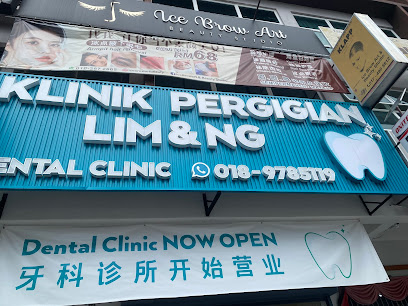 Ice Brow Art
BEAUTY STUDIO
RM68
KLINIK PERGIGIAN
LIM & NG
DENTAL CLINIC 018-9785119
Dental Clinic NOW OPEN
牙科诊所开始营业